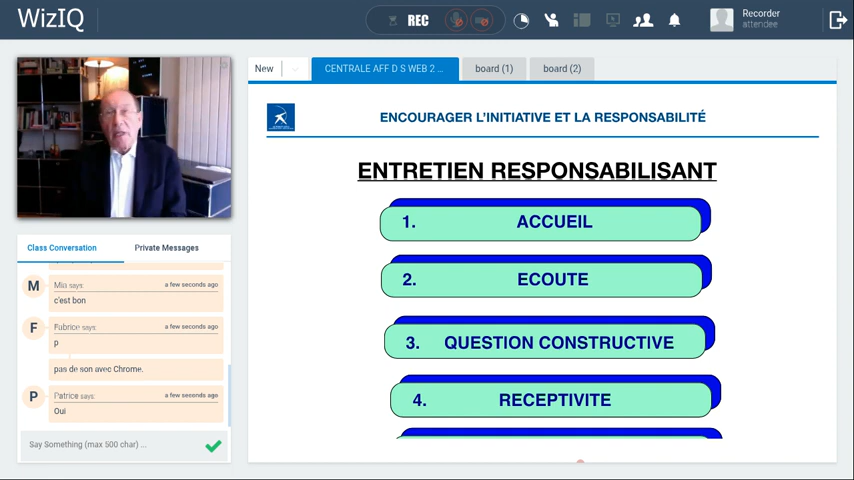 WizIQ
REC
Recorder
attendee
New
CENTRALE AFF D S WEB 2 ...
board (1)
board (2)
ENCOURAGER L'INITIATIVE ET LA RESPONSABILITÉ
ENTRETIEN RESPONSABILISANT
1. ACCUEIL
2. ECOUTE
3. QUESTION CONSTRUCTIVE
4. RECEPTIVITE
Class Conversation
Private Messages
M
Mia says:
a few seconds ago
c'est bon
F
Fabrice says:
a few seconds ago
p
pas de son avec Chrome.
P
Patrice says:
a few seconds ago
Oui
Say Something (max 500 char) ...